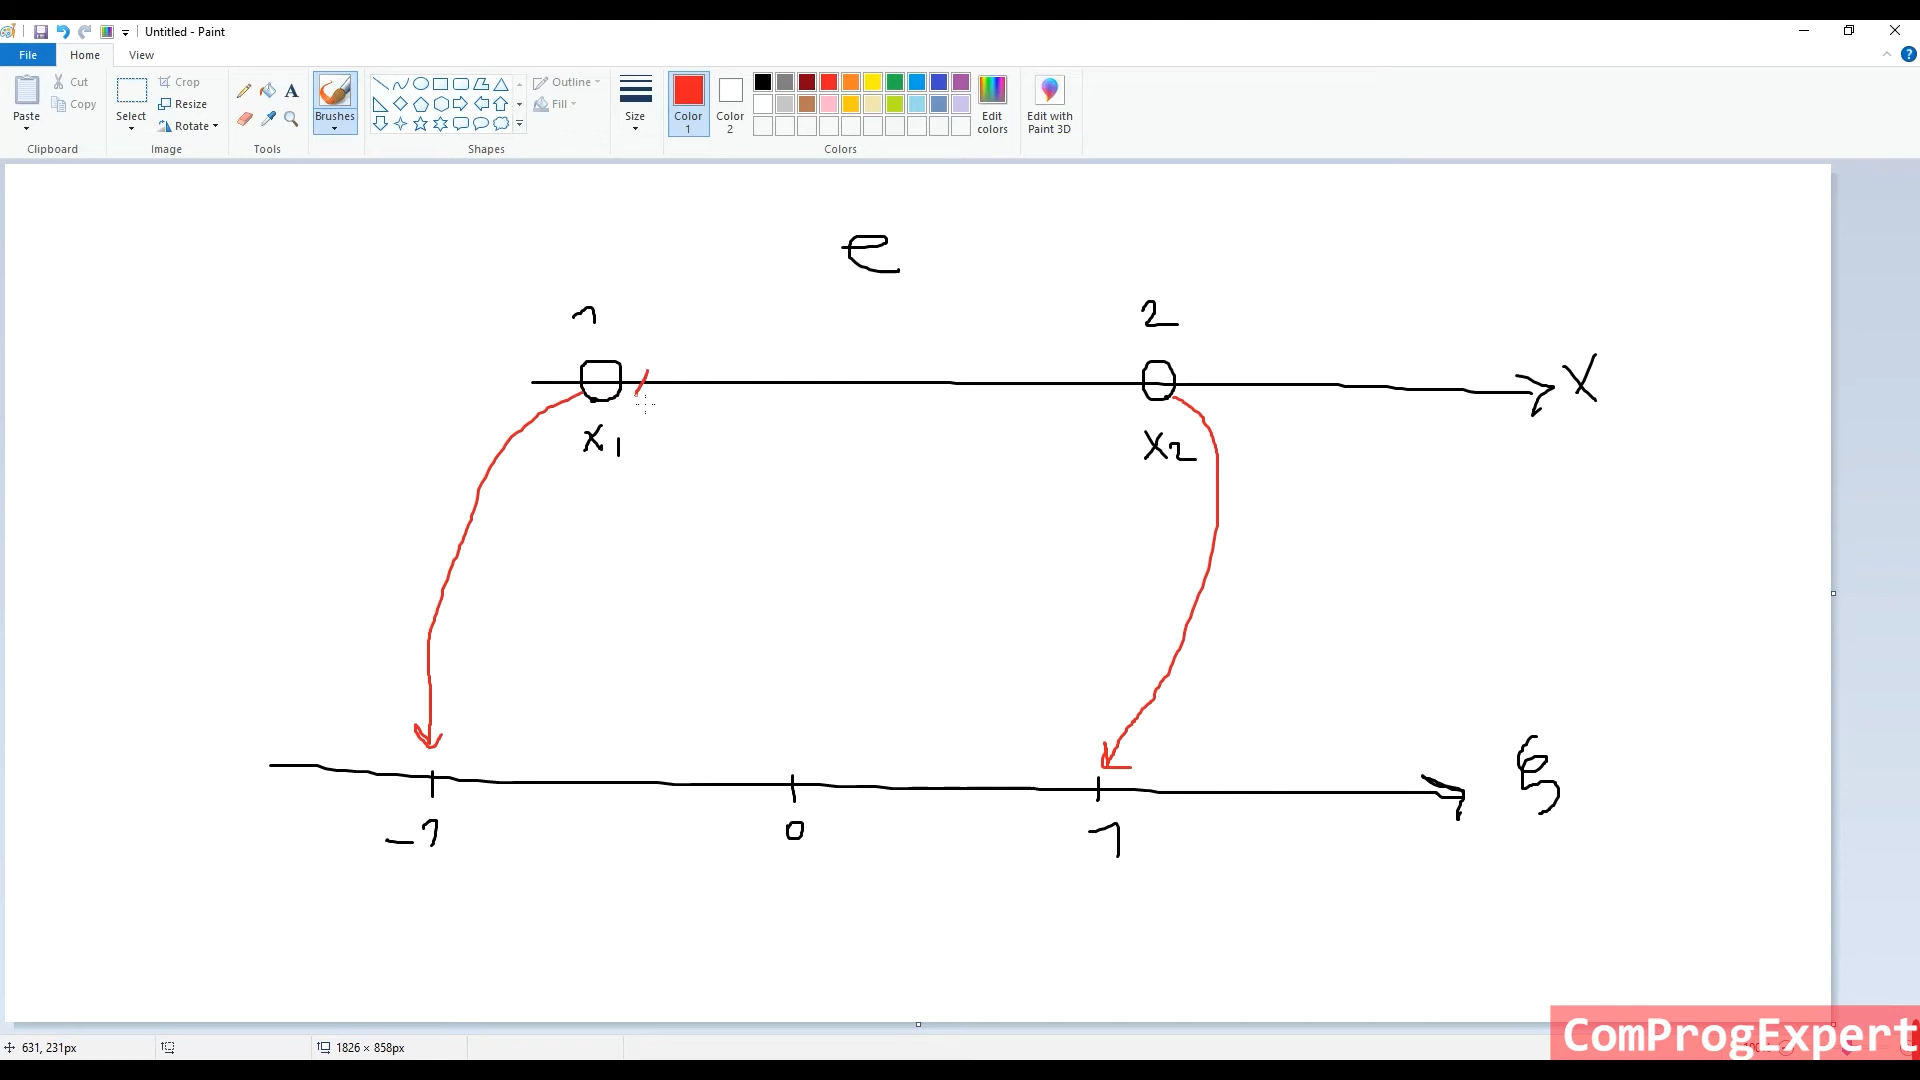 Untitled - Paint
File Home View
Paste
Cut
Copy
Clipboard
Select
Crop
Resize
Rotate
Image
Tools
Brushes
Shapes
Outline
Fill
Size
Color 1
Color 2
Edit colors
Edit with Paint 3D
Colors
e
1 2
X
x1 x2
ξ
-1 0 1
631, 231px
1826 × 858px
ComProgExpert